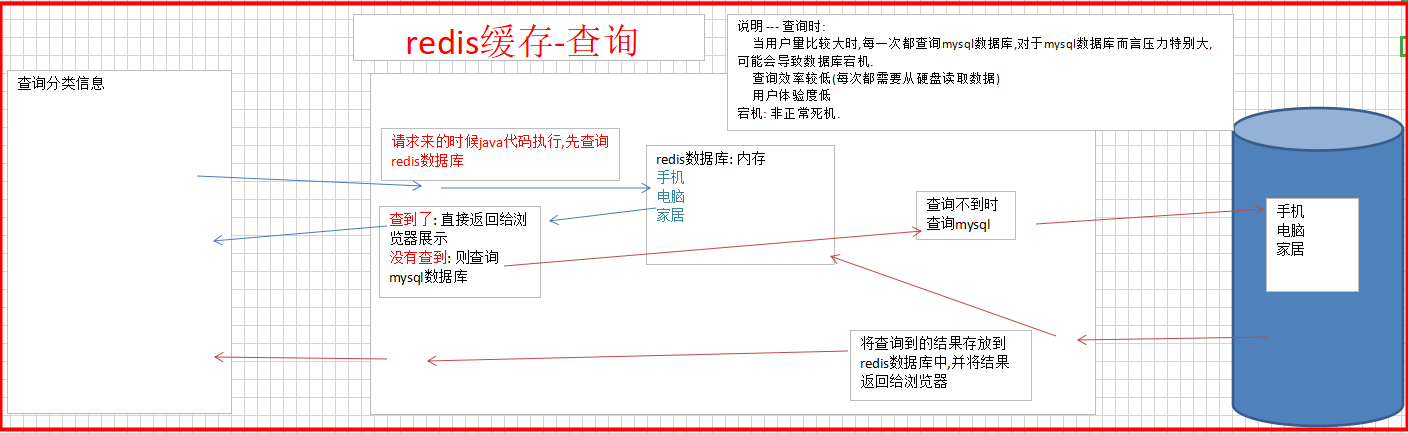 redis缓存-查询
说明 --- 查询时:
当用户量比较大时,每一次都查询mysql数据库,对于mysql数据库而言压力特别大,
可能会导致数据库宕机.
查询效率较低(每次都需要从硬盘读取数据)
用户体验度低
宕机: 非正常死机.
查询分类信息
请求来的时候java代码执行,先查询
redis数据库
redis数据库: 内存
手机
电脑
家居
查到了: 直接返回给浏
览器展示
没有查到: 则查询
mysql数据库
查询不到时
查询mysql
手机
电脑
家居
将查询到的结果存放到
redis数据库中,并将结果
返回给浏览器